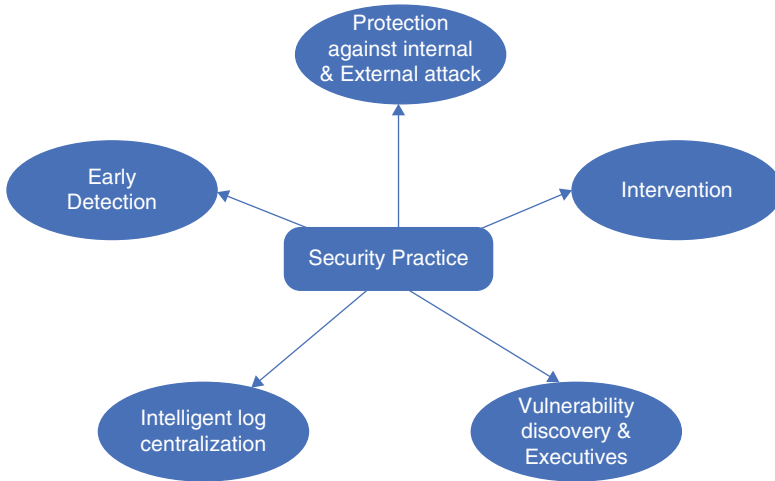 Protection
against internal
& External attack
Early
Detection
Intervention
Security Practice
Intelligent log
centralization
Vulnerability
discovery &
Executives